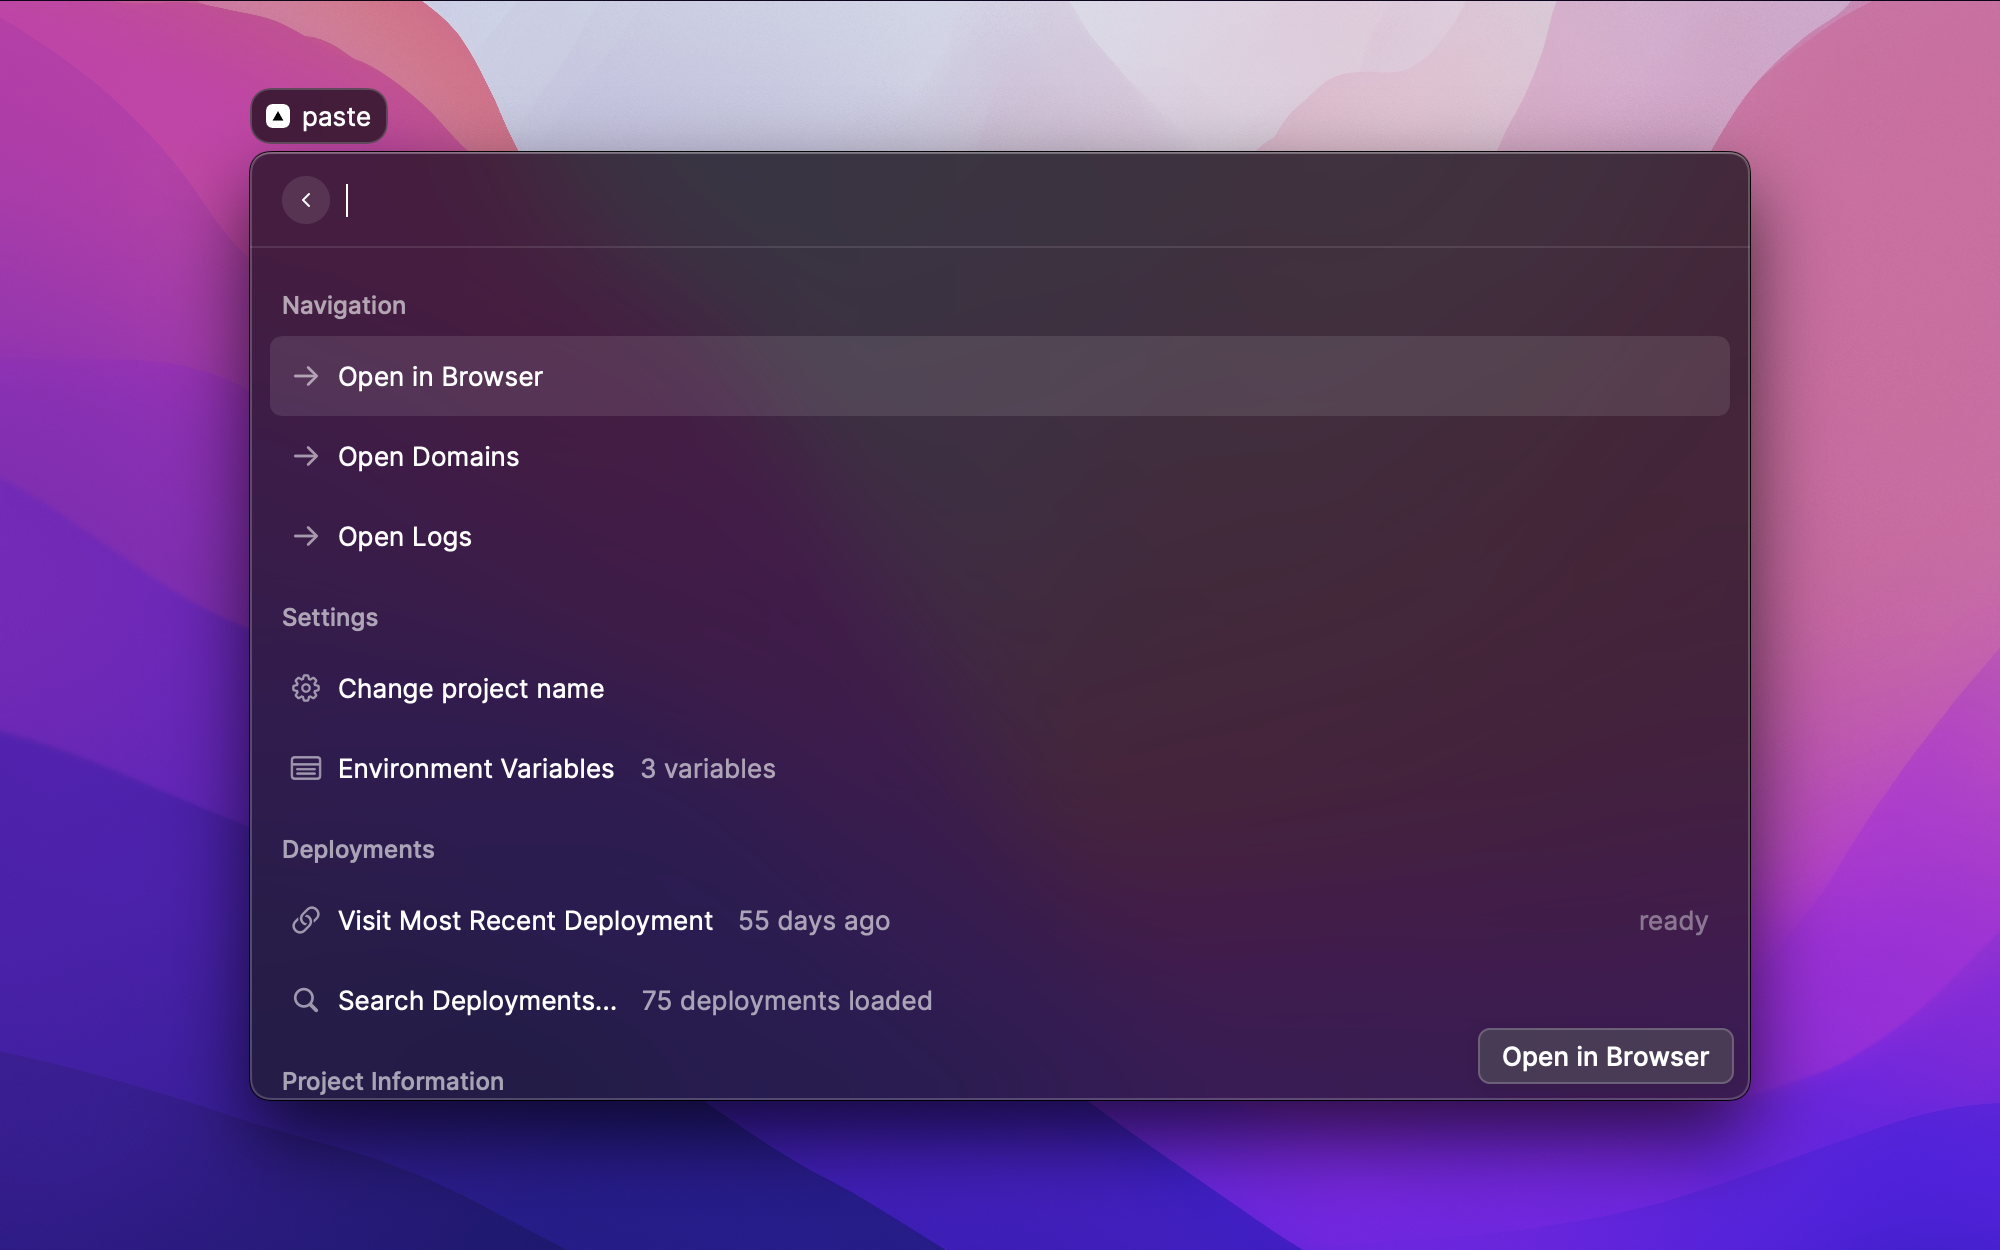 paste
Navigation
Open in Browser
Open Domains
Open Logs
Settings
Change project name
Environment Variables 3 variables
Deployments
Visit Most Recent Deployment 55 days ago ready
Search Deployments... 75 deployments loaded
Project Information
Open in Browser